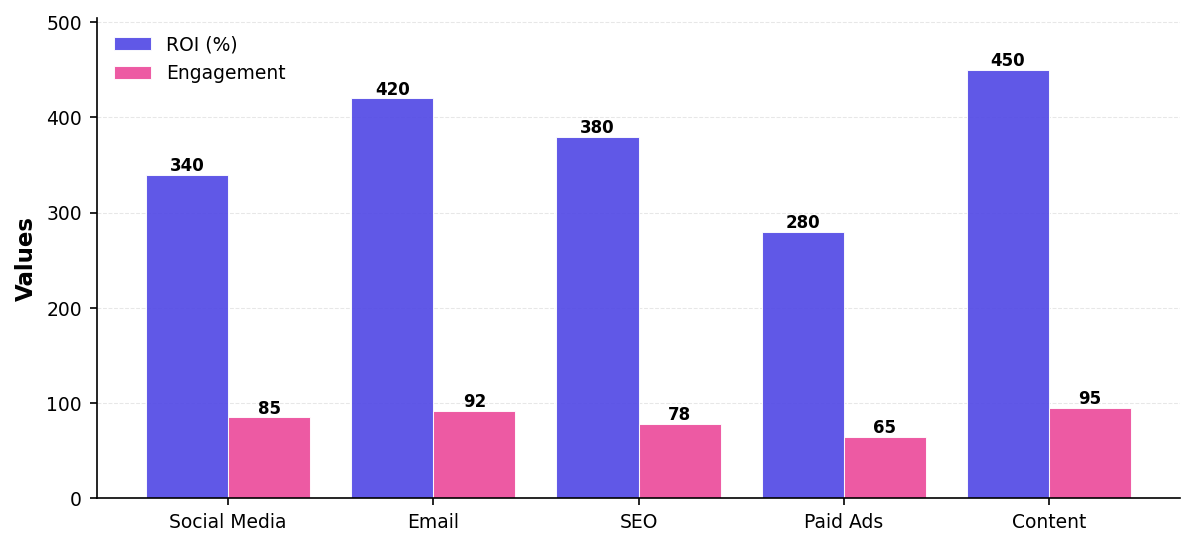 500
400
300
200
100
0
Values
ROI (%)
Engagement
340
85
420
92
380
78
280
65
450
95
Social Media
Email
SEO
Paid Ads
Content